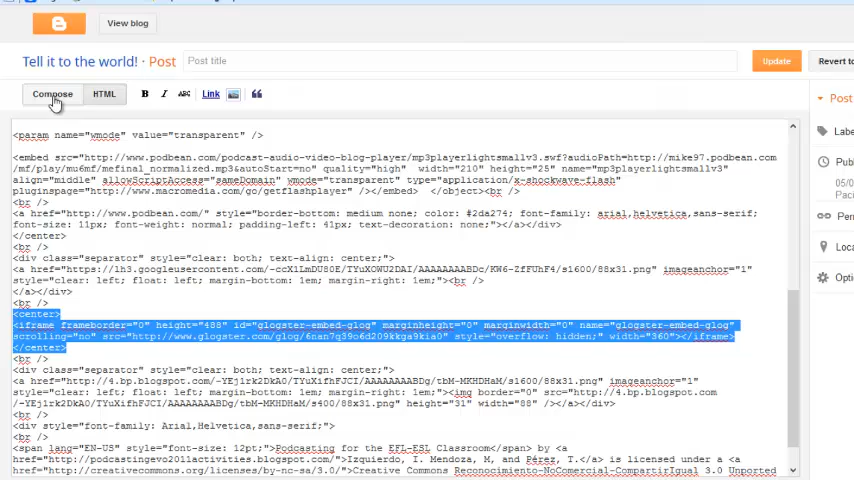 View blog
Tell it to the world! · Post
Post title
Update
Revert to
Compose
HTML
B
I
ABC
Link
Post
<param name="wmode" value="transparent" />
<embed src="http://www.podbean.com/podcast-audio-video-blog-player/mp3playerlightsmallv3.swf?audioPath=http://mike97.podbean.com
/mf/play/mu6mf/mefinal_normalized.mp3&autoStart=no" quality="high"  width="210" height="25" name="mp3playerlightsmallv3"
align="middle" allowScriptAccess="sameDomain" wmode="transparent" type="application/x-shockwave-flash"
pluginspage="http://www.macromedia.com/go/getflashplayer" /></embed>  </object><br />
<br />
<a href="http://www.podbean.com/" style="border-bottom: medium none; color: #2da274; font-family: arial,helvetica,sans-serif;
font-size: 11px; font-weight: normal; padding-left: 41px; text-decoration: none;"></a></div>
</center>
<br />
<div class="separator" style="clear: both; text-align: center;">
<a href="https://lh3.googleusercontent.com/-ccX1LmDU80E/TYuXOWU2DAI/AAAAAAAABDc/KW6-ZfFUhF4/s1600/88x31.png" imageanchor="1"
style="clear: left; float: left; margin-bottom: 1em; margin-right: 1em;"><br />
</a></div>
<br />
<center>
<iframe frameborder="0" height="488" id="glogster-embed-glog" marginheight="0" marginwidth="0" name="glogster-embed-glog"
scrolling="no" src="http://www.glogster.com/glog/6nan7q39o6d209kkga9kia0" style="overflow: hidden;" width="360"></iframe>
</center>
<br />
<div class="separator" style="clear: both; text-align: center;">
<a href="http://4.bp.blogspot.com/-YEj1rk2DkA0/TYuXifhFJCI/AAAAAAAABDg/tbM-MKHDHaM/s1600/88x31.png" imageanchor="1"
style="clear: left; float: left; margin-bottom: 1em; margin-right: 1em;"><img border="0" src="http://4.bp.blogspot.com
/-YEj1rk2DkA0/TYuXifhFJCI/AAAAAAAABDg/tbM-MKHDHaM/s400/88x31.png" height="31" width="88" /></a></div>
<br />
<div style="font-family: Arial,Helvetica,sans-serif;">
<br />
<span lang="EN-US" style="font-size: 12pt;">Podcasting for the EFL-ESL Classroom</span> by <a
href="http://podcastingevo2011activities.blogspot.com/">Izquierdo, I. Mendoza, M, and Pérez, T.</a> is licensed under a <a
href="http://creativecommons.org/licenses/by-nc-sa/3.0/">Creative Commons Reconocimiento-NoComercial-CompartirIgual 3.0 Unported
Labe
Publ
05/0
Pacif
Perr
Loca
Opti